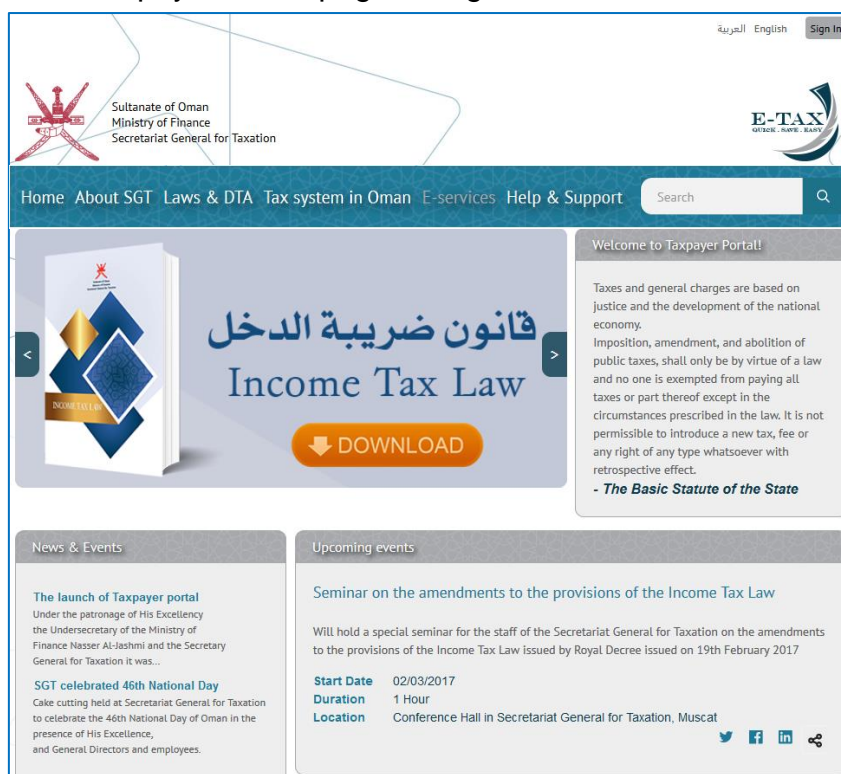 العربية English Sign In
Sultanate of Oman
Ministry of Finance
Secretariat General for Taxation
E-TAX
QUICK . SAVE . EASY
Home About SGT Laws & DTA Tax system in Oman E-services Help & Support Search
قانون ضريبة الدخل
Income Tax Law
DOWNLOAD
INCOME TAX LAW
< >
Welcome to Taxpayer Portal!
Taxes and general charges are based on
justice and the development of the national
economy.
Imposition, amendment, and abolition of
public taxes, shall only be by virtue of a law
and no one is exempted from paying all
taxes or part thereof except in the
circumstances prescribed in the law. It is not
permissible to introduce a new tax, fee or
any right of any type whatsoever with
retrospective effect.
- The Basic Statute of the State
News & Events
The launch of Taxpayer portal
Under the patronage of His Excellency
the Undersecretary of the Ministry of
Finance Nasser Al-Jashmi and the Secretary
General for Taxation it was...
SGT celebrated 46th National Day
Cake cutting held at Secretariat General for Taxation
to celebrate the 46th National Day of Oman in the
presence of His Excellency,
and General Directors and employees.
Upcoming events
Seminar on the amendments to the provisions of the Income Tax Law
Will hold a special seminar for the staff of the Secretariat General for Taxation on the amendments
to the provisions of the Income Tax Law issued by Royal Decree issued on 19th February 2017
Start Date 02/03/2017
Duration 1 Hour
Location Conference Hall in Secretariat General for Taxation, Muscat